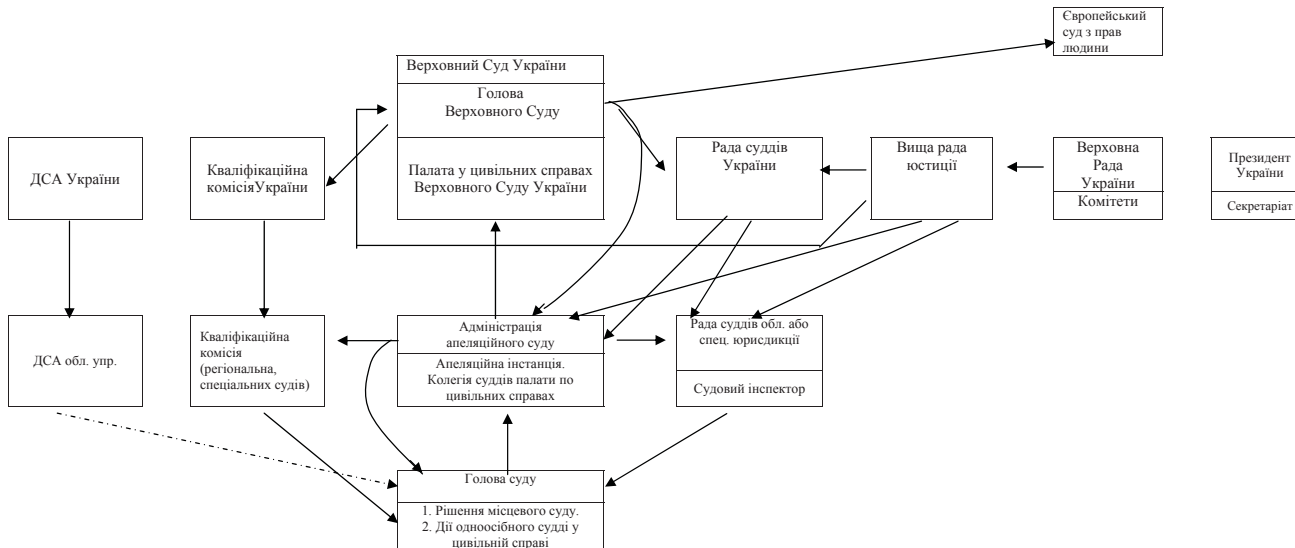 Європейський
суд з прав
людини
Верховний Суд України
Голова
Верховного Суду
Палата у цивільних справах
Верховного Суду України
ДСА України
Кваліфікаційна
комісіяУкраїни
Рада суддів
України
Вища рада
юстиції
Верховна
Рада
України
Комітети
Президент
України
Секретаріат
ДСА обл. упр.
Кваліфікаційна
комісія
(регіональна,
спеціальних судів)
Адміністрація
апеляційного суду
Апеляційна інстанція.
Колегія суддів палати по
цивільних справах
Рада суддів обл. або
спец. юрисдикції
Судовий інспектор
Голова суду
1. Рішення місцевого суду.
2. Дії одноосібного судді у
цивільній справі